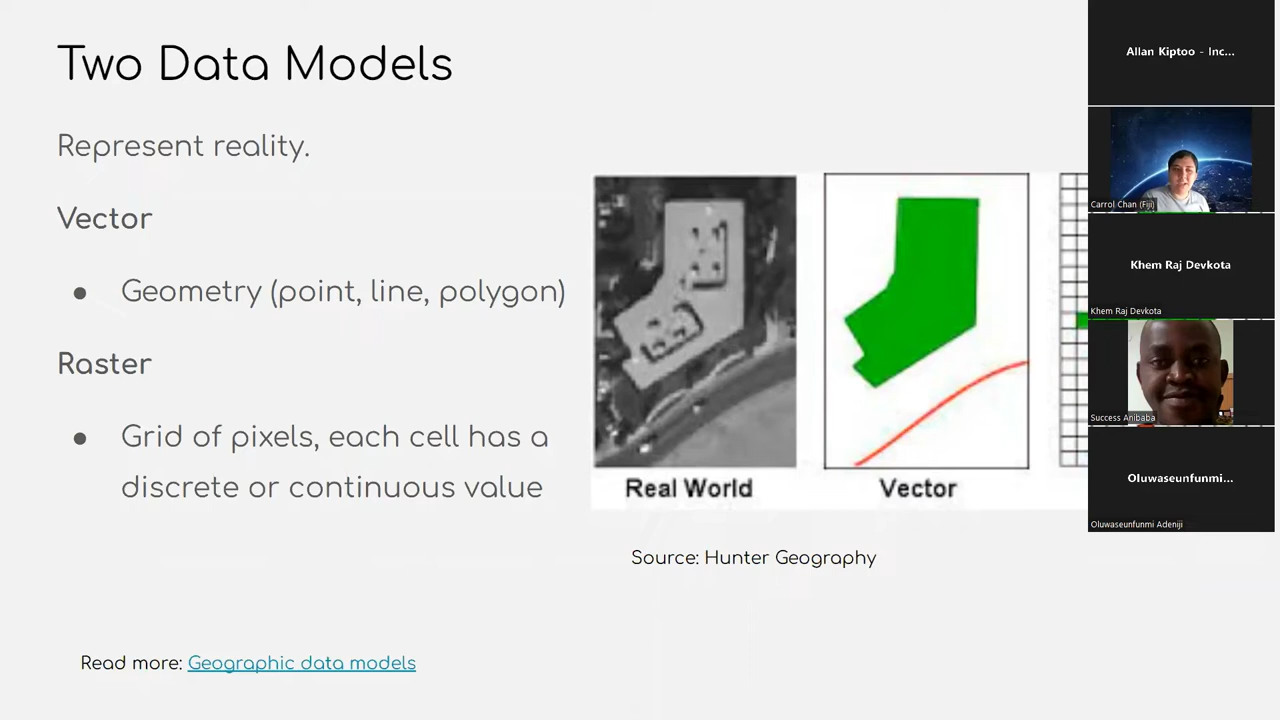 Two Data Models
Represent reality.
Vector
● Geometry (point, line, polygon)
Raster
● Grid of pixels, each cell has a
discrete or continuous value
Real World
Vector
Source: Hunter Geography
Read more: Geographic data models
Allan Kiptoo - Inc...
Carrol Chan (Fiji)
Khem Raj Devkota
Khem Raj Devkota
Success Anibaba
Oluwaseunfunmi...
Oluwaseunfunmi Adeniji